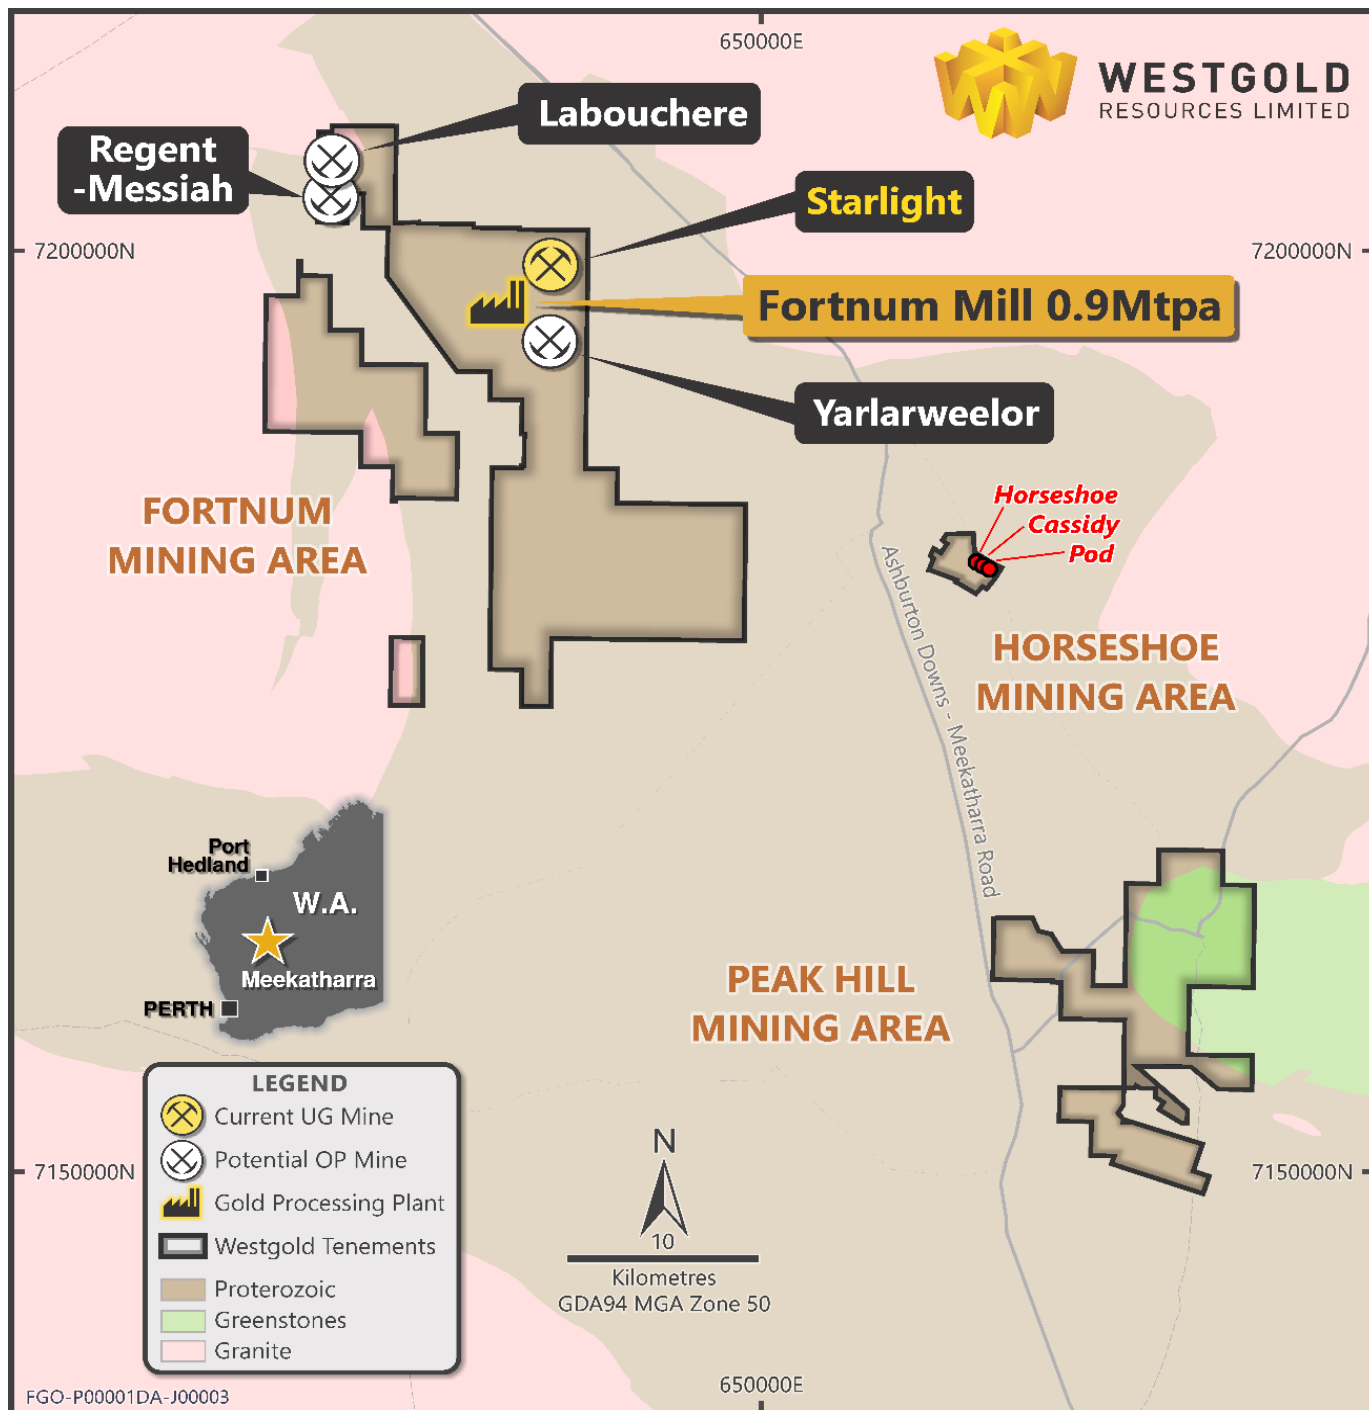 650000E
WESTGOLD
RESOURCES LIMITED
Labouchere
Regent
-Messiah
Starlight
7200000N
7200000N
Fortnum Mill 0.9Mtpa
Yarlarweelor
Horseshoe
Cassidy
Pod
FORTNUM
MINING AREA
Ashburton Downs - Meekatharra Road
HORSESHOE
MINING AREA
Port
Hedland
W.A.
Meekatharra
PERTH
PEAK HILL
MINING AREA
LEGEND
Current UG Mine
Potential OP Mine
Gold Processing Plant
Westgold Tenements
Proterozoic
Greenstones
Granite
N
10
Kilometres
GDA94 MGA Zone 50
7150000N
7150000N
650000E
FGO-P00001DA-J00003